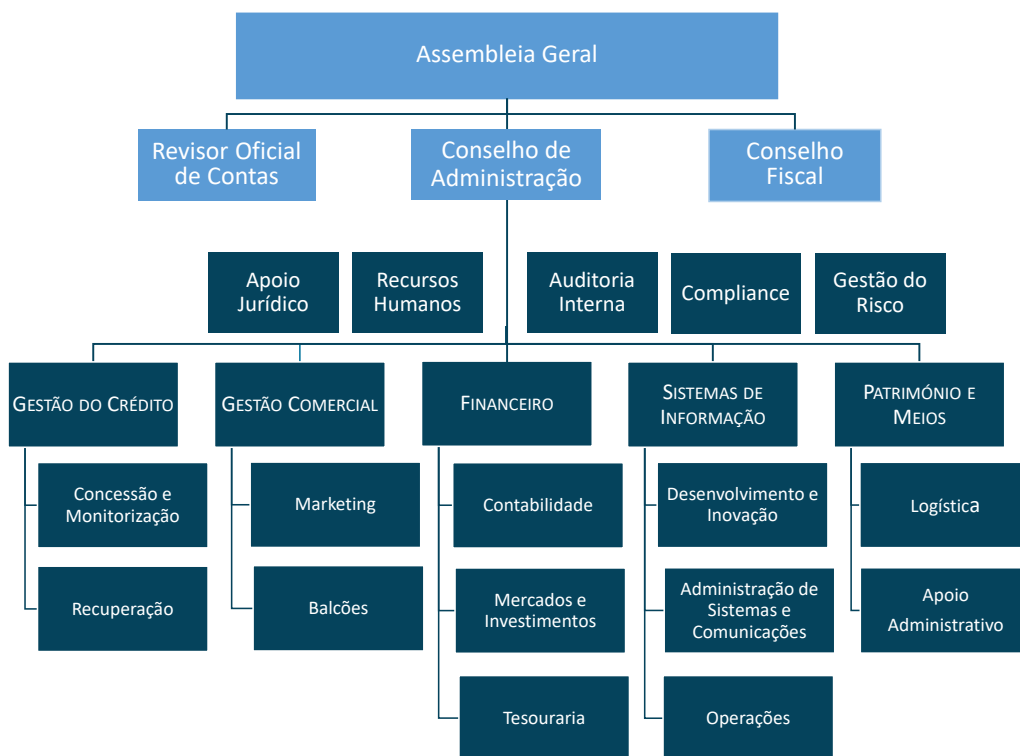 Assembleia Geral
Revisor Oficial
de Contas
Conselho de
Administração
Conselho
Fiscal
Apoio
Jurídico
Recursos
Humanos
Auditoria
Interna
Compliance
Gestão do
Risco
GESTÃO DO CRÉDITO
GESTÃO COMERCIAL
FINANCEIRO
SISTEMAS DE
INFORMAÇÃO
PATRIMÓNIO E
MEIOS
Concessão e
Monitorização
Marketing
Contabilidade
Desenvolvimento e
Inovação
Logística
Recuperação
Balcões
Mercados e
Investimentos
Administração de
Sistemas e
Comunicações
Apoio
Administrativo
Tesouraria
Operações